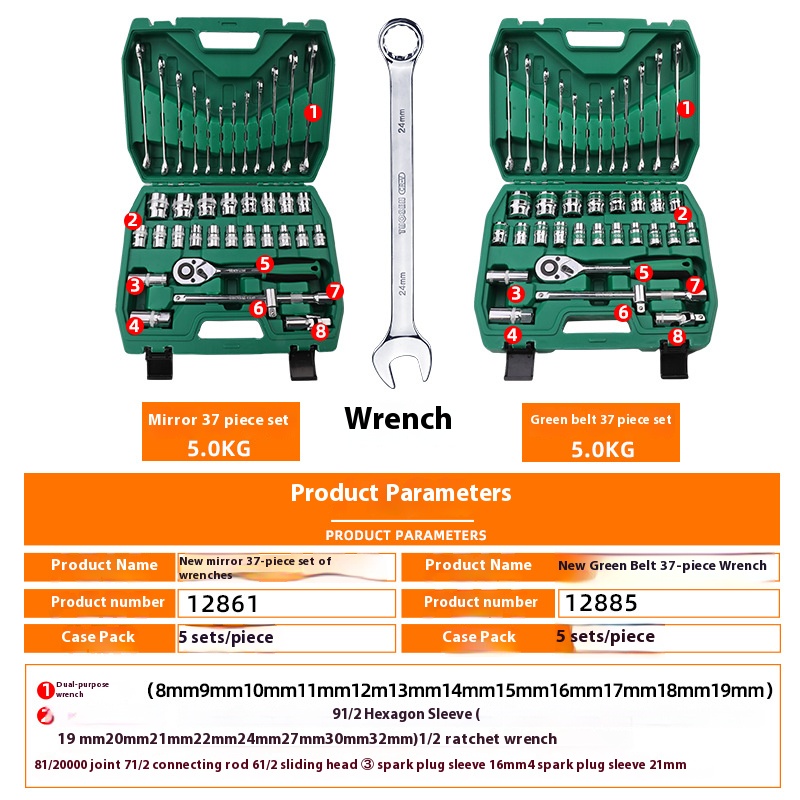 1
1
2
2
5
5
3
7
3
7
6
6
4
8
4
8
24mm
24mm
Mirror 37 piece set
5.0KG
Wrench
Green belt 37 piece set
5.0KG
Product Parameters
PRODUCT PARAMETERS
Product Name
New mirror 37-piece set of
wrenches
Product Name
New Green Belt 37-piece Wrench
Product number
12861
Product number
12885
Case Pack
5 sets/piece
Case Pack
5 sets/piece
1 Dual-purpose
wrench
(8mm9mm10mm11mm12m13mm14mm15mm16mm17mm18mm19mm)
2
91/2 Hexagon Sleeve (
19 mm20mm21mm22mm24mm27mm30mm32mm)1/2 ratchet wrench
81/20000 joint 71/2 connecting rod 61/2 sliding head ③ spark plug sleeve 16mm4 spark plug sleeve 21mm